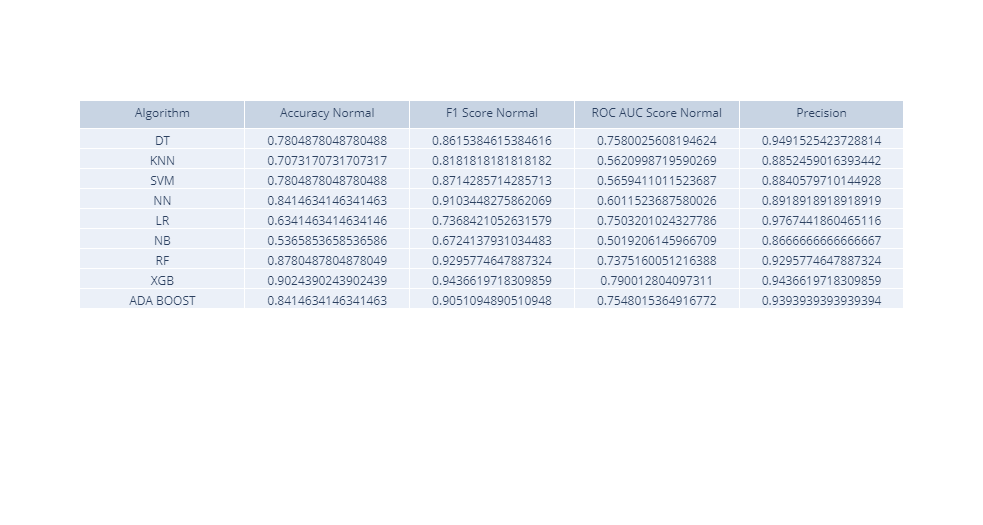 Algorithm Accuracy Normal F1 Score Normal ROC AUC Score Normal Precision
DT 0.7804878048780488 0.8615384615384616 0.7580025608194624 0.9491525423728814
KNN 0.7073170731707317 0.8181818181818182 0.5620998719590269 0.8852459016393442
SVM 0.7804878048780488 0.8714285714285713 0.5659411011523687 0.8840579710144928
NN 0.8414634146341463 0.9103448275862069 0.6011523687580026 0.8918918918918919
LR 0.6341463414634146 0.7368421052631579 0.7503201024327786 0.9767441860465116
NB 0.5365853658536586 0.6724137931034483 0.5019206145966709 0.8666666666666667
RF 0.8780487804878049 0.9295774647887324 0.7375160051216388 0.9295774647887324
XGB 0.9024390243902439 0.9436619718309859 0.790012804097311 0.9436619718309859
ADA BOOST 0.8414634146341463 0.9051094890510948 0.7548015364916772 0.9393939393939394